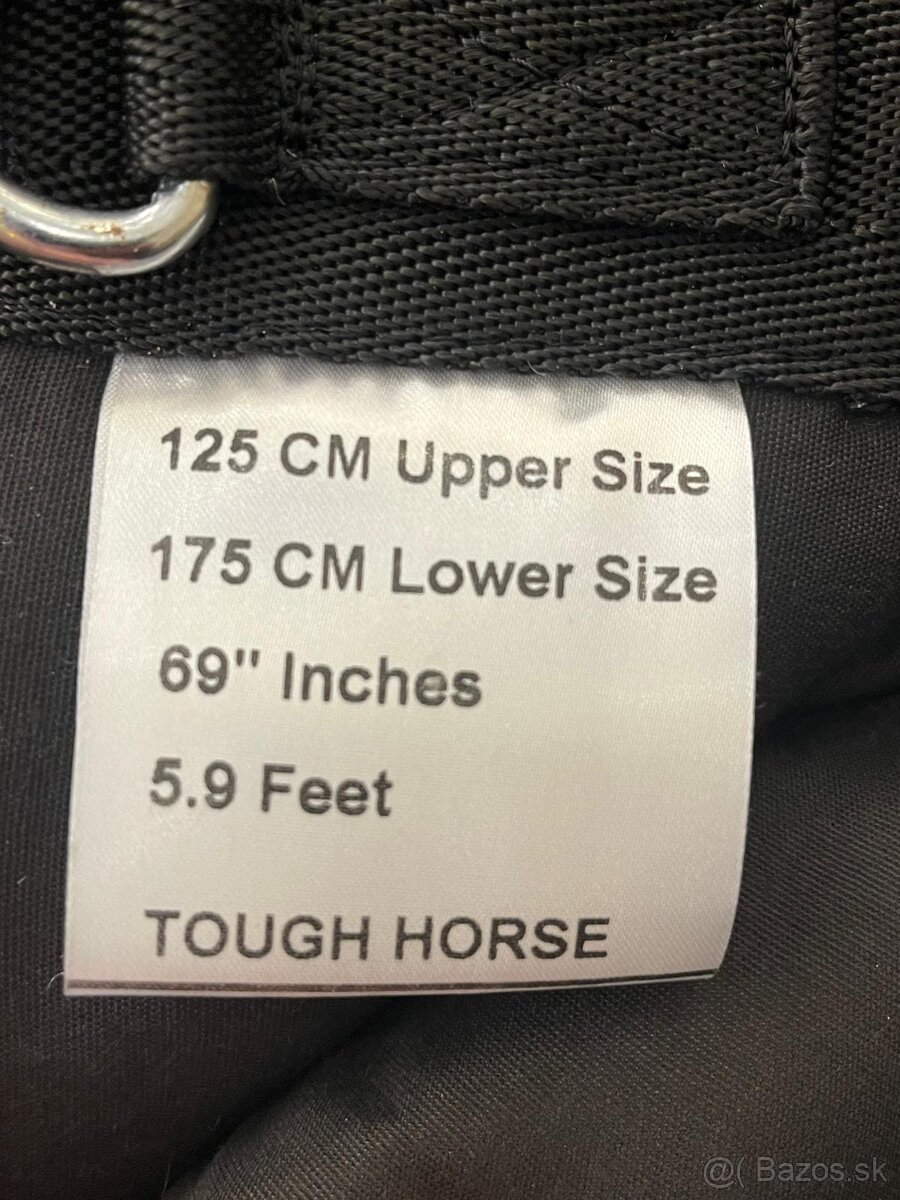 125 CM Upper Size
175 CM Lower Size
69" Inches
5.9 Feet
TOUGH HORSE
@( Bazos.sk